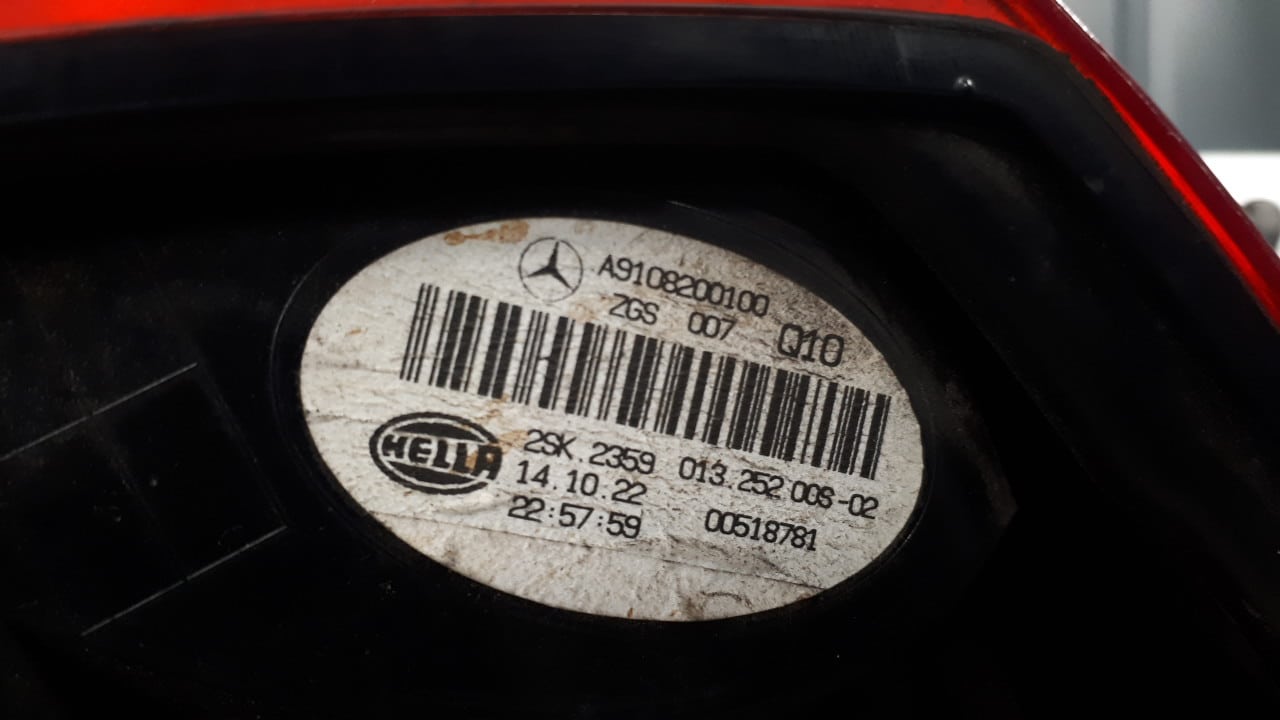 A9108200100
ZGS 007 Q10
HELLA
2SK. 2359 013.252 00S-02
14.10.22 00518781
22:57:59